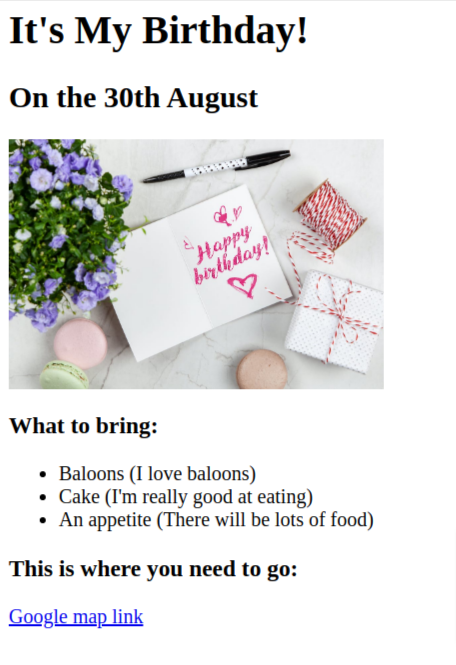 It's My Birthday!
On the 30th August
Happy
birthday!
What to bring:
Baloons (I love baloons)
Cake (I'm really good at eating)
An appetite (There will be lots of food)
This is where you need to go:
Google map link